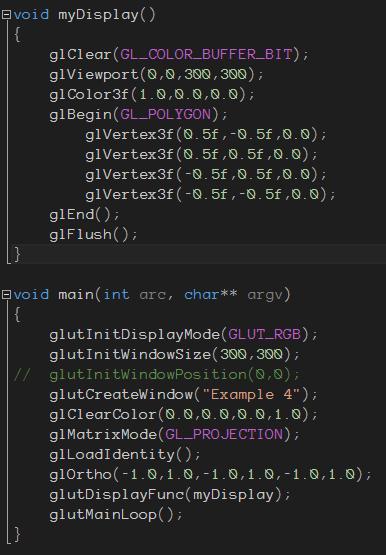 void myDisplay()
{
    glClear(GL_COLOR_BUFFER_BIT);
    glViewport(0,0,300,300);
    glColor3f(1.0,0.0,0.0);
    glBegin(GL_POLYGON);
        glVertex3f(0.5f,-0.5f,0.0);
        glVertex3f(0.5f,0.5f,0.0);
        glVertex3f(-0.5f,0.5f,0.0);
        glVertex3f(-0.5f,-0.5f,0.0);
    glEnd();
    glFlush();
}
void main(int arc, char** argv)
{
    glutInitDisplayMode(GLUT_RGB);
    glutInitWindowSize(300,300);
//  glutInitWindowPosition(0,0);
    glutCreateWindow("Example 4");
    glClearColor(0.0,0.0,0.0,1.0);
    glMatrixMode(GL_PROJECTION);
    glLoadIdentity();
    glOrtho(-1.0,1.0,-1.0,1.0,-1.0,1.0);
    glutDisplayFunc(myDisplay);
    glutMainLoop();
}